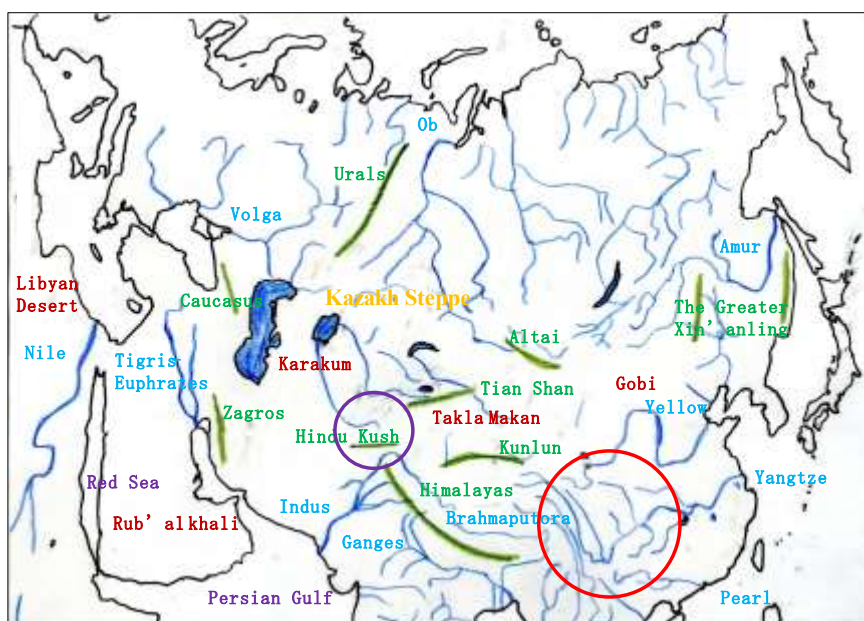 Ob
Urals
Volga
Amur
Libyan
Desert
Caucasus
Kazakh Steppe
The Greater
Xin’anling
Altai
Nile
Tigris
Euphrates
Karakum
Tian Shan
Gobi
Zagros
Takla Makan
Yellow
Hindu Kush
Kunlun
Red Sea
Himalayas
Yangtze
Indus
Brahmaputora
Rub’alkhali
Ganges
Persian Gulf
Pearl